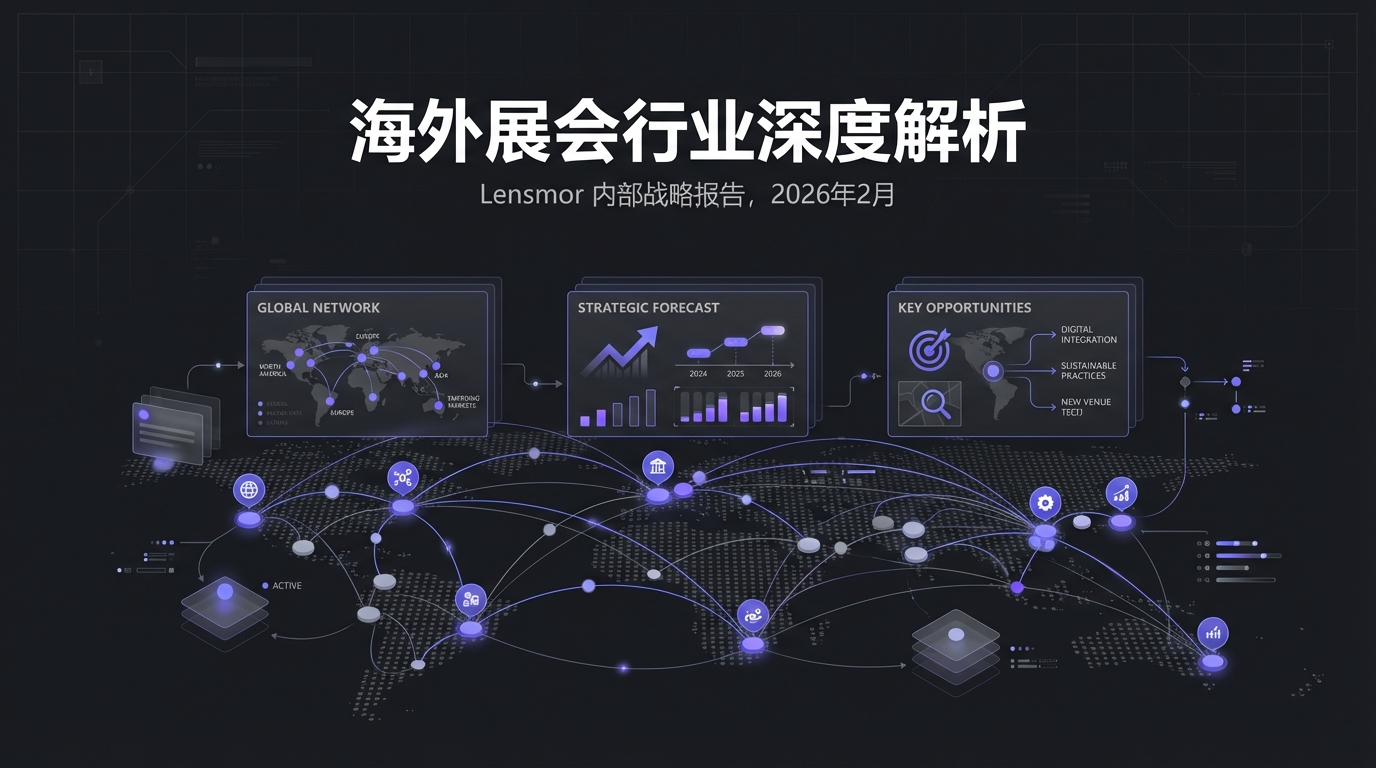 海外展会行业深度解析
Lensmor 内部战略报告，2026年2月
GLOBAL NETWORK
EUROPE
NORTH
AMERICA
STRATEGIC FORECAST
2024
2025
2026
KEY OPPORTUNITIES
DIGITAL
INTEGRATION
SUSTAINABLE
PRACTICES
NEW VENUE
ACTIVE